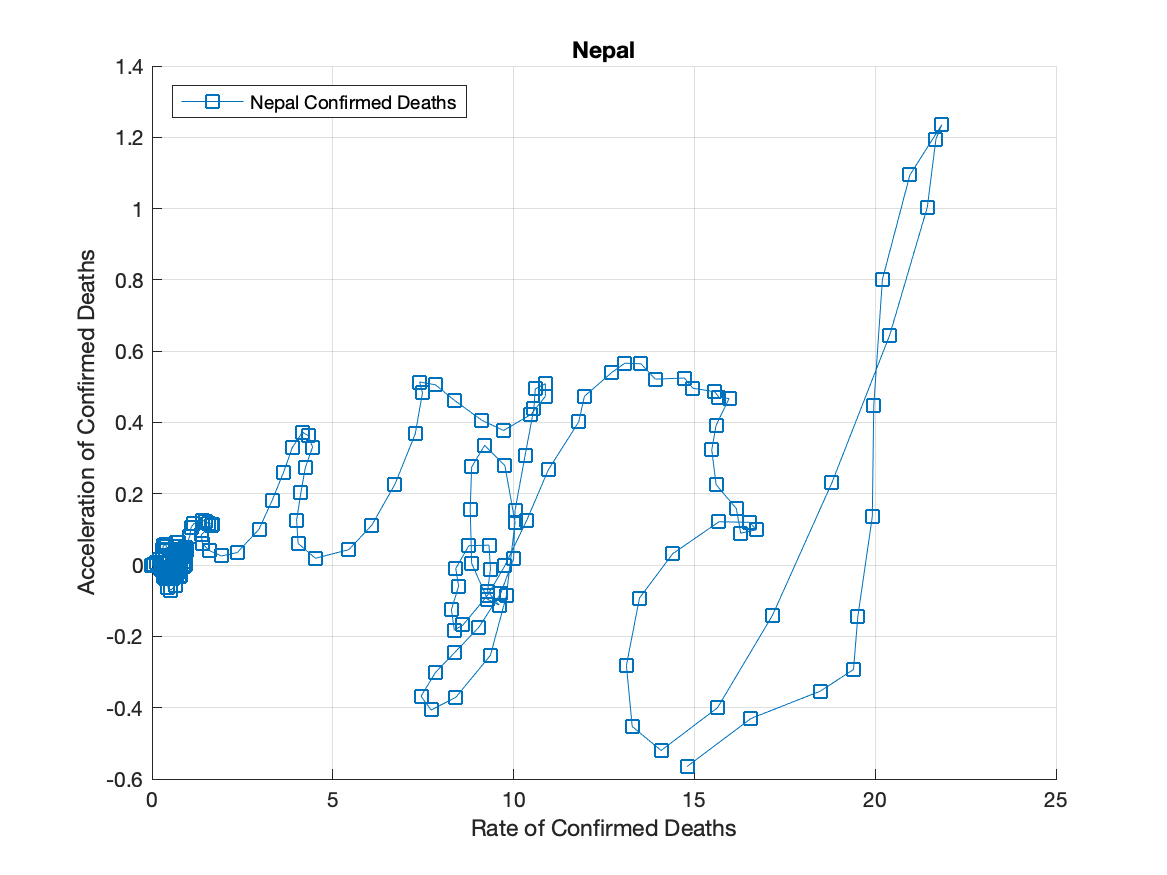 Nepal
Nepal Confirmed Deaths
1.4
1.2
1
0.8
0.6
0.4
0.2
0
-0.2
-0.4
-0.6
Acceleration of Confirmed Deaths
0 5 10 15 20 25
Rate of Confirmed Deaths